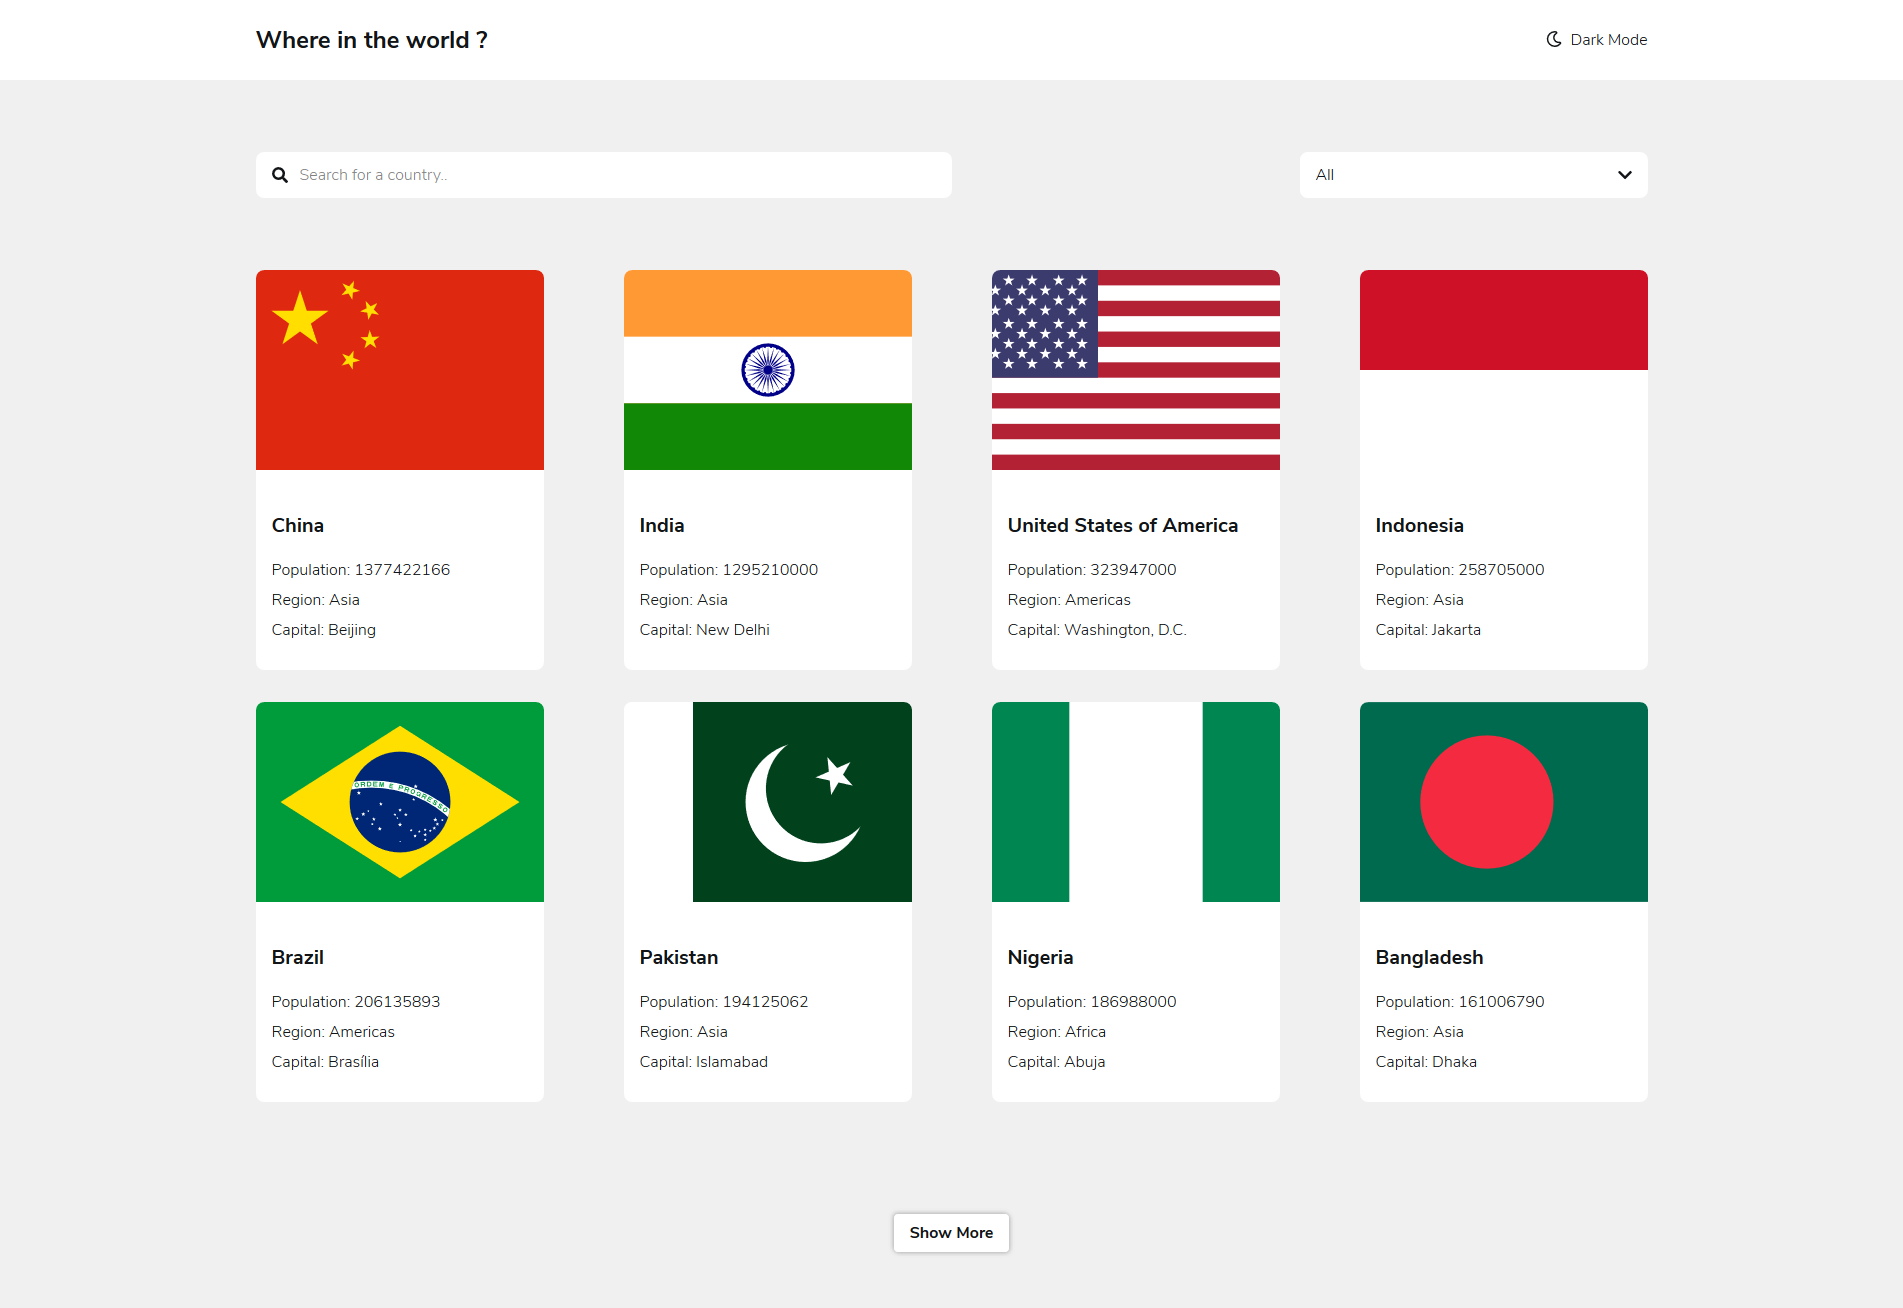 Where in the world ?
Dark Mode
Search for a country..
All
China
Population: 1377422166
Region: Asia
Capital: Beijing
India
Population: 1295210000
Region: Asia
Capital: New Delhi
United States of America
Population: 323947000
Region: Americas
Capital: Washington, D.C.
Indonesia
Population: 258705000
Region: Asia
Capital: Jakarta
ORDEM E PROGRESSO
Brazil
Population: 206135893
Region: Americas
Capital: Brasília
Pakistan
Population: 194125062
Region: Asia
Capital: Islamabad
Nigeria
Population: 186988000
Region: Africa
Capital: Abuja
Bangladesh
Population: 161006790
Region: Asia
Capital: Dhaka
Show More